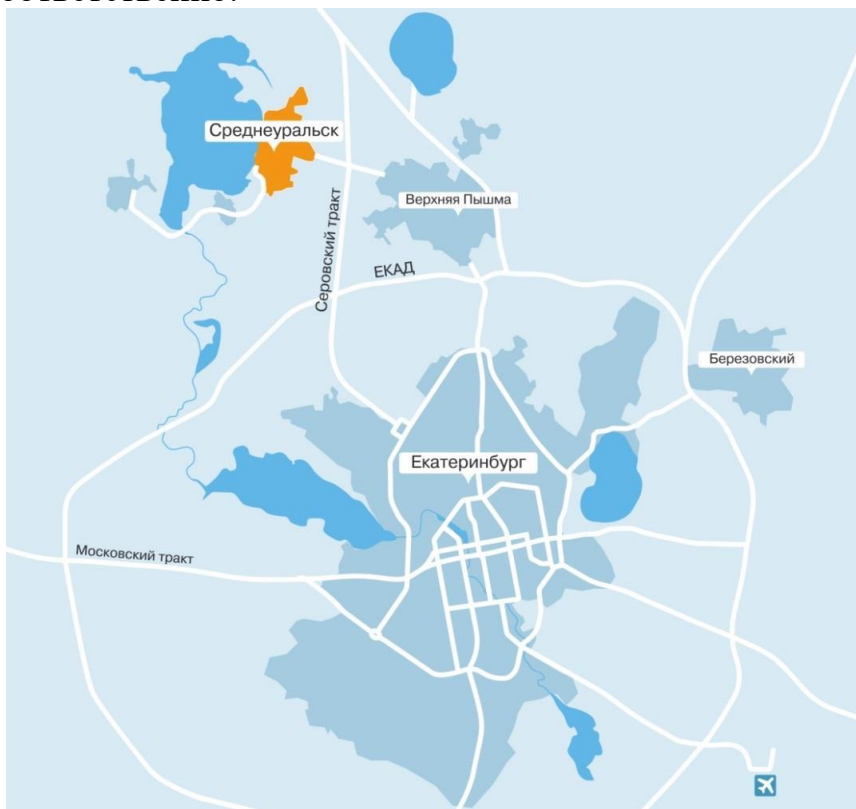 Среднеуральск
Верхняя Пышма
Серовский тракт
ЕКАД
Березовский
Екатеринбург
Московский тракт